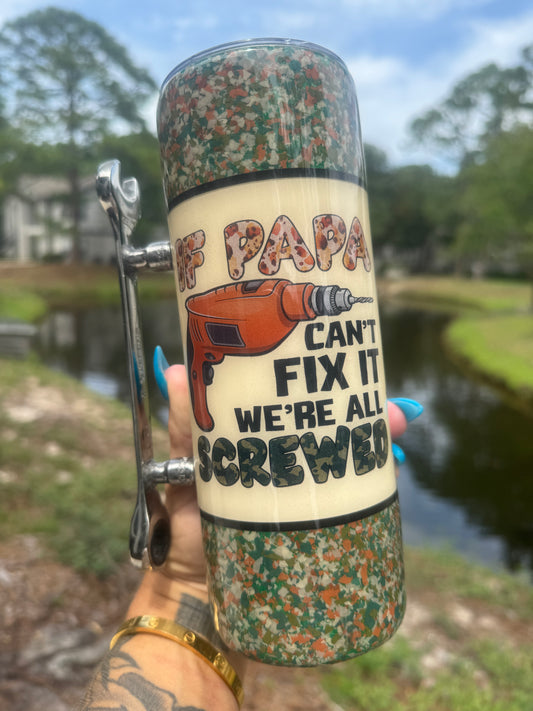 IF PAPA
CAN'T
FIX IT
WE'RE ALL
SCREWED